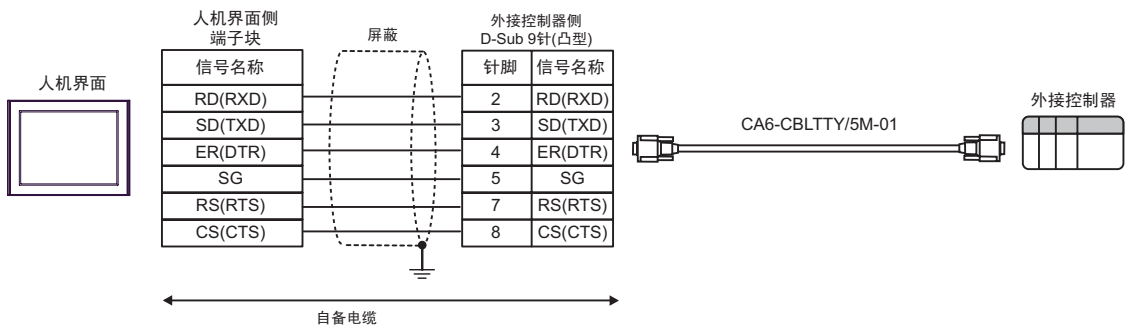 人机界面侧
端子块
屏蔽
外接控制器侧
D-Sub 9针(凸型)
人机界面
信号名称
针脚 信号名称
RD(RXD) 2 RD(RXD)
SD(TXD) 3 SD(TXD)
ER(DTR) 4 ER(DTR)
SG 5 SG
RS(RTS) 7 RS(RTS)
CS(CTS) 8 CS(CTS)
CA6-CBLTTY/5M-01
外接控制器
自备电缆